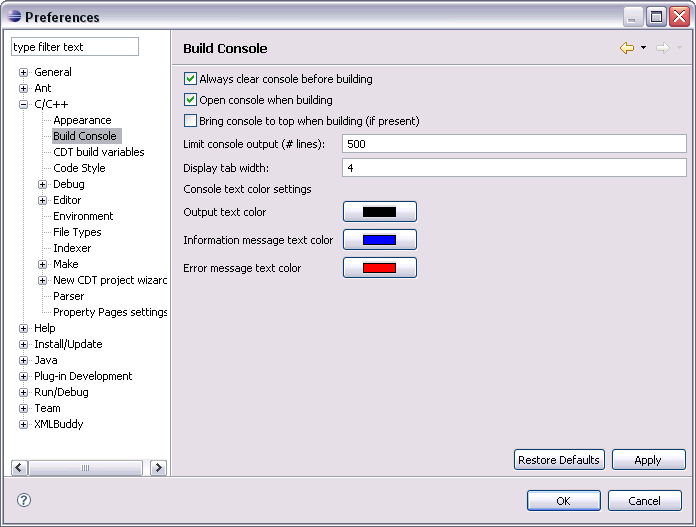 Preferences
type filter text
General
Ant
C/C++
Appearance
Build Console
CDT build variables
Code Style
Debug
Editor
Environment
File Types
Indexer
Make
New CDT project wizard
Parser
Property Pages settings
Help
Install/Update
Java
Plug-in Development
Run/Debug
Team
XMLBuddy
Build Console
Always clear console before building
Open console when building
Bring console to top when building (if present)
Limit console output (# lines): 500
Display tab width: 4
Console text color settings
Output text color
Information message text color
Error message text color
Restore Defaults Apply
? OK Cancel